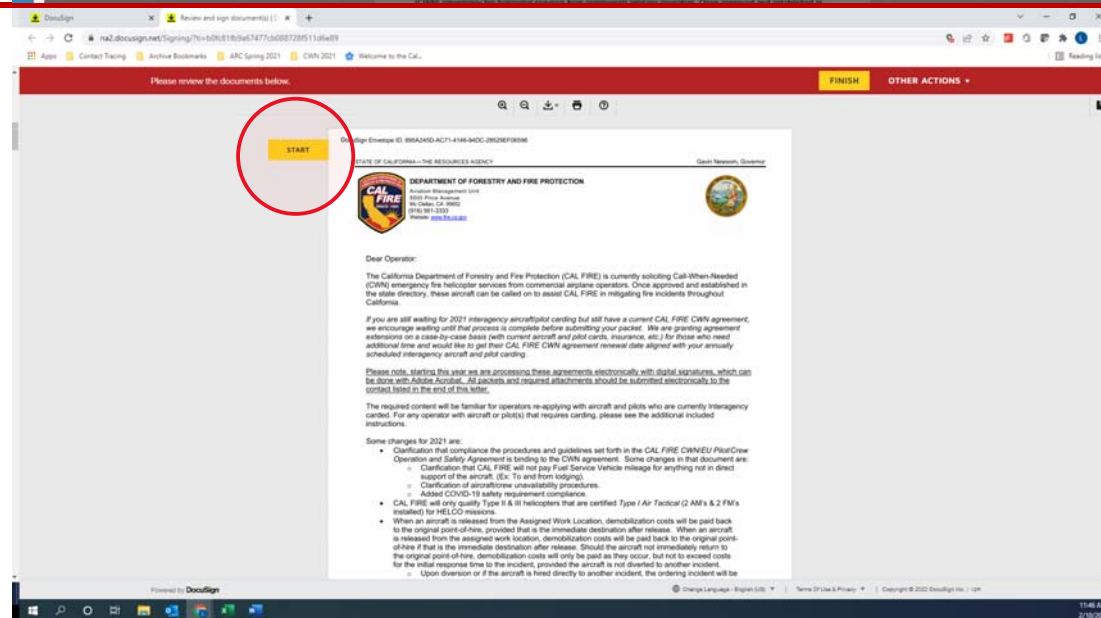 DocuSign
Review and sign document(s) | D
na2.docusign.net/Signing/?ti=
Apps
Contact Tracing
Archive Bookmarks
ARC Spring 2021
CWN 2021
Welcome to the Cal...
Reading list
Please review the documents below.
FINISH
OTHER ACTIONS
START
DocuSign Envelope ID:
STATE OF CALIFORNIA—THE RESOURCES AGENCY
Gavin Newsom, Governor
CAL
FIRE
SINCE 1885
DEPARTMENT OF FORESTRY AND FIRE PROTECTION
Aviation Management Unit
5500 Price Avenue
Mc Clellan, CA 95652
(916) 561-3333
Website: www.fire.ca.gov
Dear Operator:
The California Department of Forestry and Fire Protection (CAL FIRE) is currently soliciting Call-When-Needed
(CWN) emergency fire helicopter services from commercial airplane operators. Once approved and established in
the state directory, these aircraft can be called on to assist CAL FIRE in mitigating fire incidents throughout
California.
If you are still waiting for 2021 interagency aircraft/pilot carding but still have a current CAL FIRE CWN agreement,
we encourage waiting until that process is complete before submitting your packet. We are granting agreement
extensions on a case-by-case basis (with current aircraft and pilot cards, insurance, etc.) for those who need
additional time and would like to get their CAL FIRE CWN agreement renewal date aligned with your annually
scheduled interagency aircraft and pilot carding.
Please note, starting this year we are processing these agreements electronically with digital signatures, which can
be done with Adobe Acrobat. All packets and required attachments should be submitted electronically to the
contact listed in the end of this letter.
The required content will be familiar for operators re-applying with aircraft and pilots who are currently Interagency
carded. For any operator with aircraft or pilot(s) that requires carding, please see the additional included
instructions.
Some changes for 2021 are:
• Clarification that compliance the procedures and guidelines set forth in the CAL FIRE CWN/EU Pilot/Crew
Operation and Safety Agreement is binding to the CWN agreement. Some changes in that document are:
o Clarification that CAL FIRE will not pay Fuel Service Vehicle mileage for anything not in direct
support of the aircraft. (Ex: To and from lodging).
o Clarification of aircraft/crew unavailability procedures.
o Added COVID-19 safety requirement compliance.
• CAL FIRE will only qualify Type II & III helicopters that are certified Type I Air Tactical (2 AM's & 2 FM's
installed) for HELCO missions.
• When an aircraft is released from the Assigned Work Location, demobilization costs will be paid back
to the original point-of-hire, provided that is the immediate destination after release. When an aircraft
is released from the assigned work location, demobilization costs will be paid back to the original point-
of-hire if that is the immediate destination after release. Should the aircraft not immediately return to
the original point-of-hire, demobilization costs will only be paid as they occur, but not to exceed costs
for the initial response time to the incident, provided the aircraft is not diverted to another incident.
o Upon diversion or if the aircraft is hired directly to another incident, the ordering incident will be
Powered by DocuSign
Change Language - English (US)
Terms Of Use & Privacy
Copyright © 2022 DocuSign Inc.
11:46 A
2/10/20